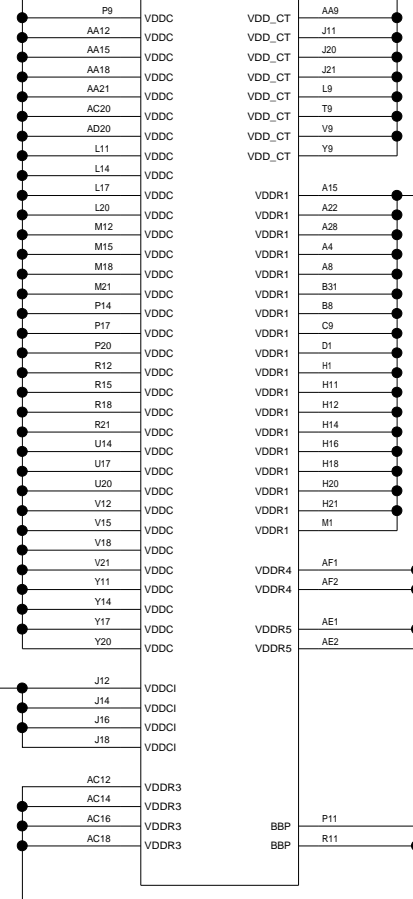 P9 VDDC VDD_CT AA9
AA12 VDDC VDD_CT J11
AA15 VDDC VDD_CT J20
AA18 VDDC VDD_CT J21
AA21 VDDC VDD_CT L9
AC20 VDDC VDD_CT T9
AD20 VDDC VDD_CT V9
L11 VDDC VDD_CT Y9
L14 VDDC
L17 VDDC VDDR1 A15
L20 VDDC VDDR1 A22
M12 VDDC VDDR1 A28
M15 VDDC VDDR1 A4
M18 VDDC VDDR1 A8
M21 VDDC VDDR1 B31
P14 VDDC VDDR1 B8
P17 VDDC VDDR1 C9
P20 VDDC VDDR1 D1
R12 VDDC VDDR1 H1
R15 VDDC VDDR1 H11
R18 VDDC VDDR1 H12
R21 VDDC VDDR1 H14
U14 VDDC VDDR1 H16
U17 VDDC VDDR1 H18
U20 VDDC VDDR1 H20
V12 VDDC VDDR1 H21
V15 VDDC VDDR1 M1
V18 VDDC
V21 VDDC VDDR4 AF1
Y11 VDDC VDDR4 AF2
Y14 VDDC
Y17 VDDC VDDR5 AE1
Y20 VDDC VDDR5 AE2
J12 VDDCI
J14 VDDCI
J16 VDDCI
J18 VDDCI
AC12 VDDR3
AC14 VDDR3
AC16 VDDR3 BBP P11
AC18 VDDR3 BBP R11